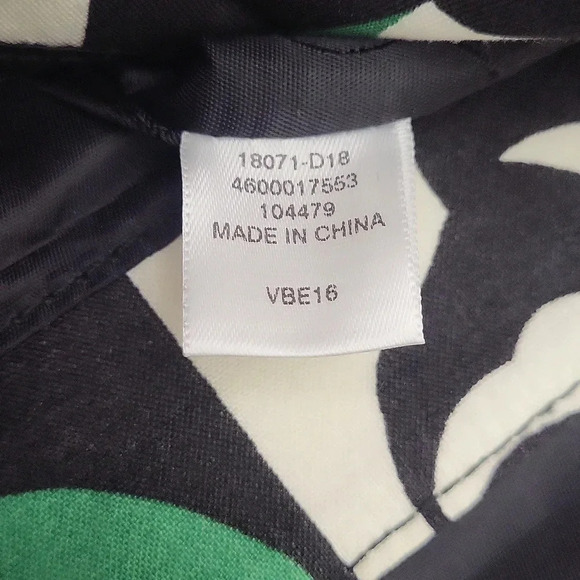 18071-D18
4600017553
104479
MADE IN CHINA
VBE16